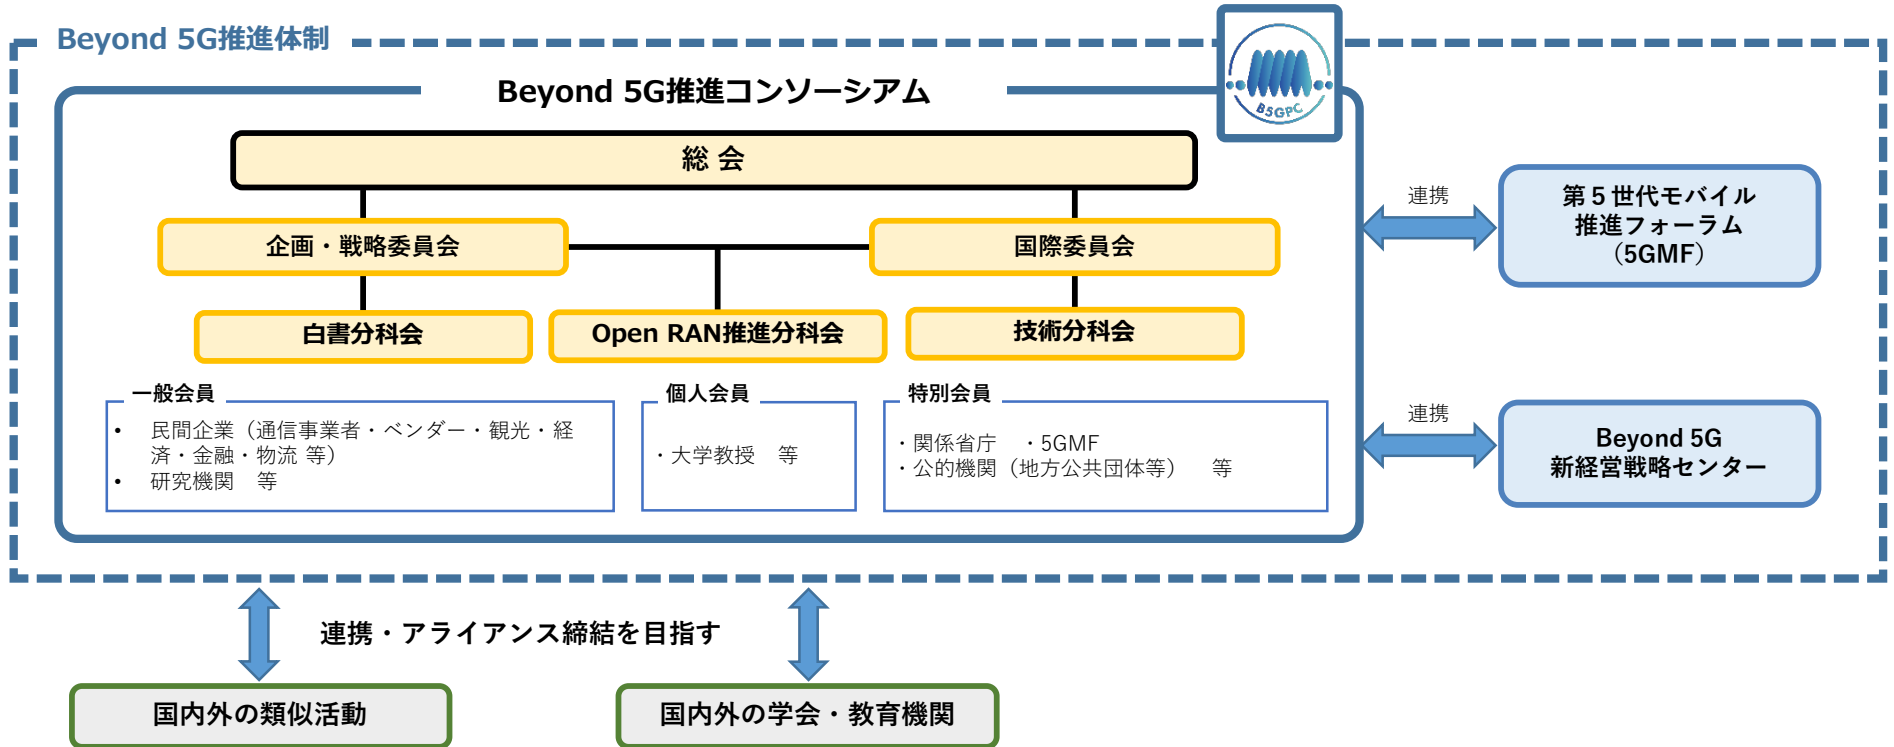 Beyond 5G推進体制
Beyond 5G推進コンソーシアム
B5GPC
総 会
企画・戦略委員会
国際委員会
白書分科会
Open RAN推進分科会
技術分科会
一般会員
• 民間企業（通信事業者・ベンダー・観光・経
済・金融・物流 等）
• 研究機関　等
個人会員
・大学教授　等
特別会員
・関係省庁　・5GMF
・公的機関（地方公共団体等）　等
連携
第５世代モバイル
推進フォーラム
（5GMF）
連携
Beyond 5G
新経営戦略センター
連携・アライアンス締結を目指す
国内外の類似活動
国内外の学会・教育機関